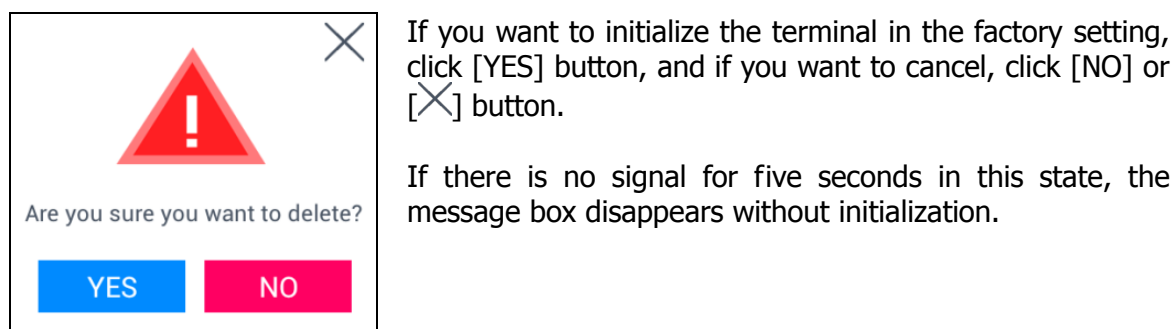 !
Are you sure you want to delete?
YES NO
If you want to initialize the terminal in the factory setting,
click [YES] button, and if you want to cancel, click [NO] or
[╳] button.
If there is no signal for five seconds in this state, the
message box disappears without initialization.